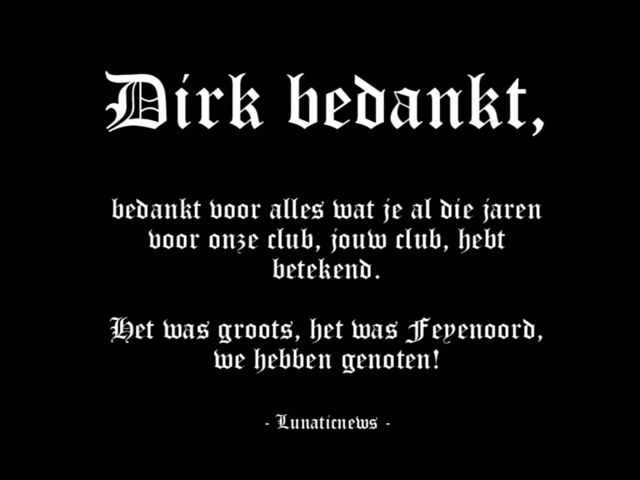 Dirk bedankt,
bedankt voor alles wat je al die jaren
voor onze club, jouw club, hebt
betekend.
Het was groots, het was Feyenoord,
we hebben genoten!
- Lunaticnews -